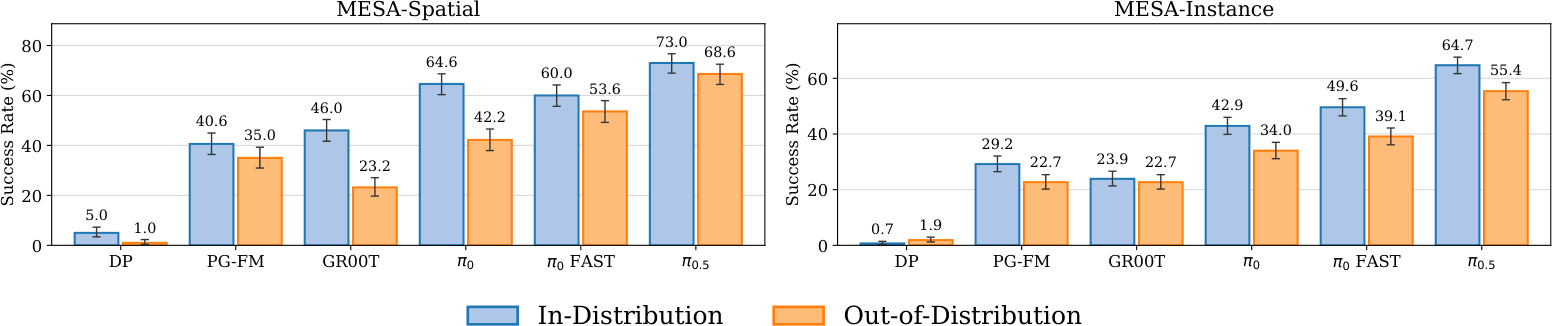 MESA-Spatial
Success Rate (%)
80
60
40
20
0
5.0
1.0
40.6
35.0
46.0
23.2
64.6
42.2
60.0
53.6
73.0
68.6
DP
PG-FM
GR00T
π0
π0 FAST
π0.5
MESA-Instance
Success Rate (%)
60
40
20
0
0.7
1.9
29.2
22.7
23.9
22.7
42.9
34.0
49.6
39.1
64.7
55.4
DP
PG-FM
GR00T
π0
π0 FAST
π0.5
In-Distribution
Out-of-Distribution